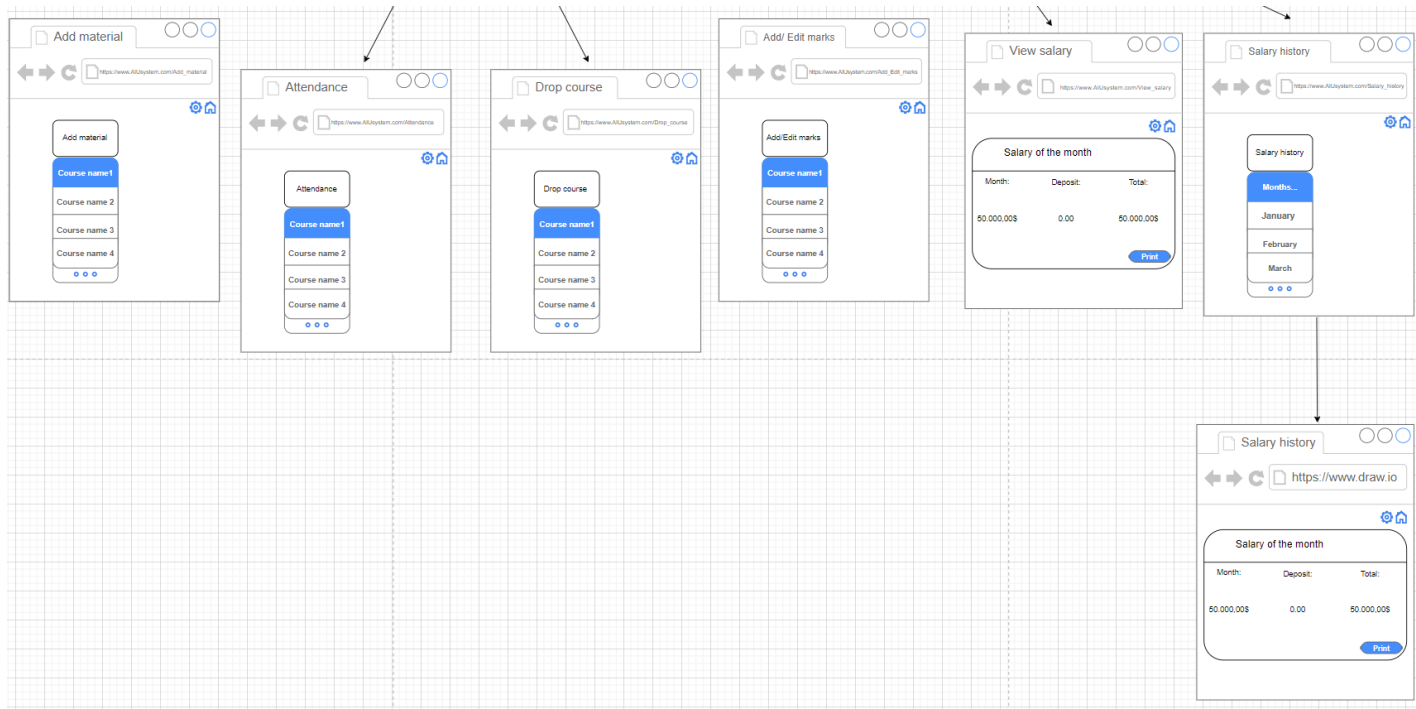 Add material
https://www.AIUsystem.com/Add_material
Add material
Course name1
Course name 2
Course name 3
Course name 4
Attendance
https://www.AIUsystem.com/Attendance
Attendance
Course name1
Course name 2
Course name 3
Course name 4
Drop course
https://www.AIUsystem.com/Drop_course
Drop course
Course name1
Course name 2
Course name 3
Course name 4
Add/ Edit marks
https://www.AIUsystem.com/Add_Edit_marks
Add/Edit marks
Course name1
Course name 2
Course name 3
Course name 4
View salary
https://www.AIUsystem.com/View_salary
Salary of the month
Month: Deposit: Total:
50.000,00$ 0.00 50.000,00$
Print
Salary history
https://www.AIUsystem.com/Salary_history
Salary history
Months...
January
February
March
Salary history
https://www.draw.io
Salary of the month
Month: Deposit: Total:
50.000,00$ 0.00 50.000,00$
Print